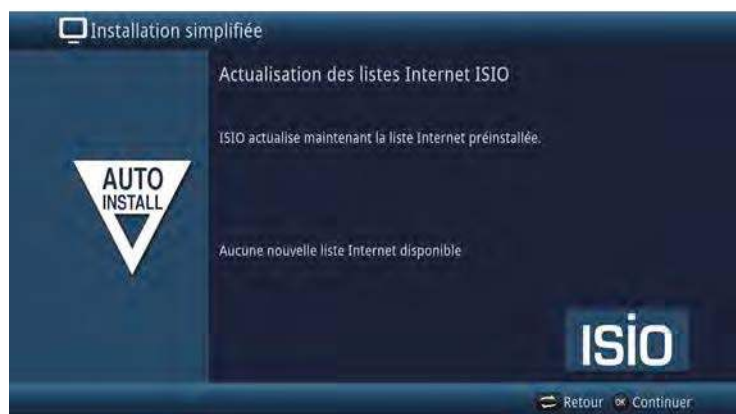 Installation simplifiée
Actualisation des listes Internet ISIO
ISIO actualise maintenant la liste Internet préinstallée.
AUTO
INSTALL
Aucune nouvelle liste Internet disponible
ISIO
Retour OK Continuer